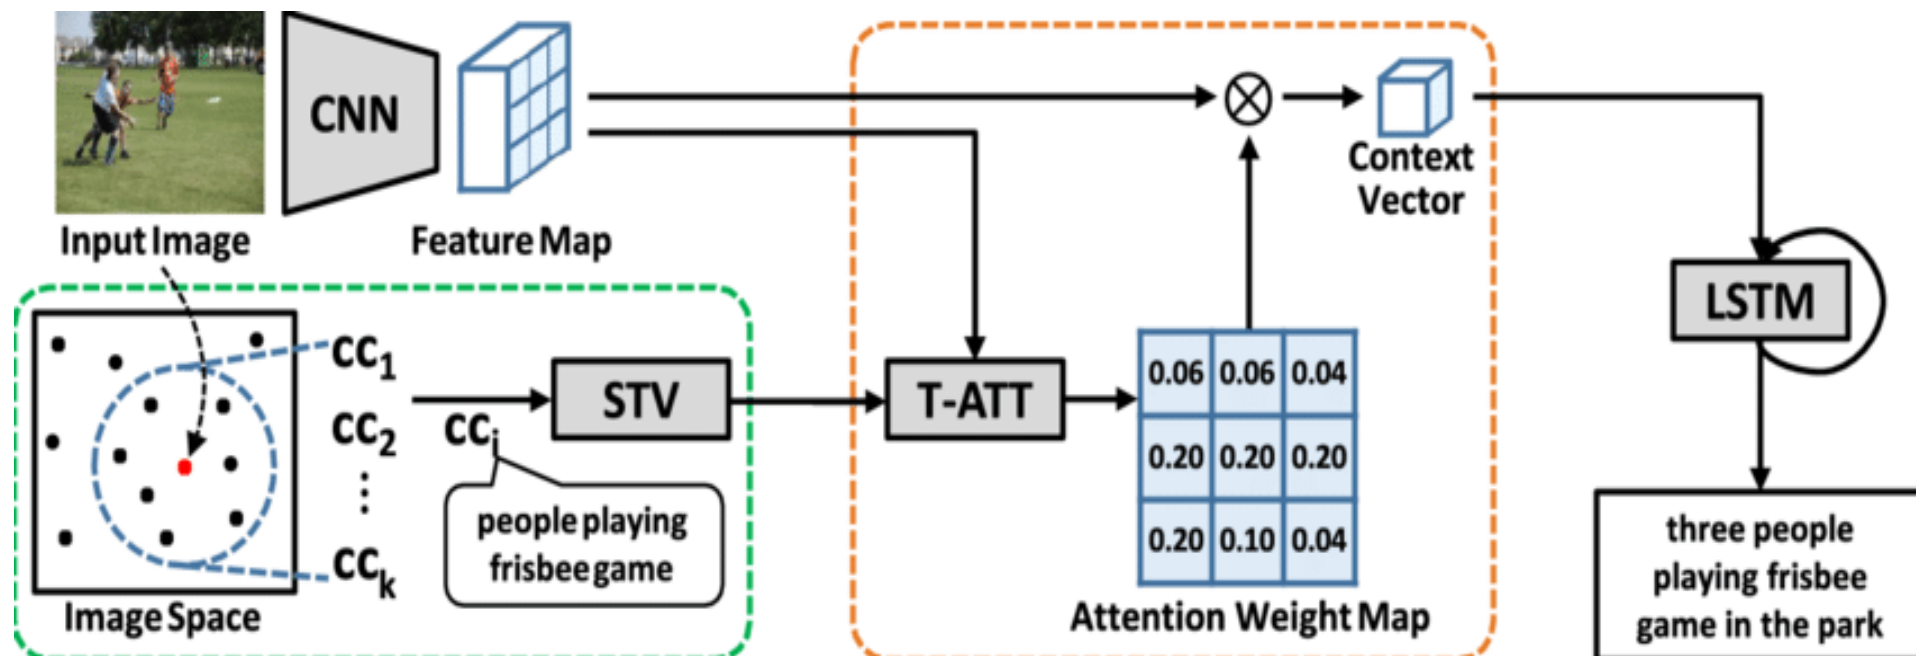 CNN
Input Image
Feature Map
Context
Vector
LSTM
cc1
cc2
cck
cci
STV
T-ATT
people playing
frisbee game
Image Space
0.06 0.06 0.04
0.20 0.20 0.20
0.20 0.10 0.04
Attention Weight Map
three people
playing frisbee
game in the park